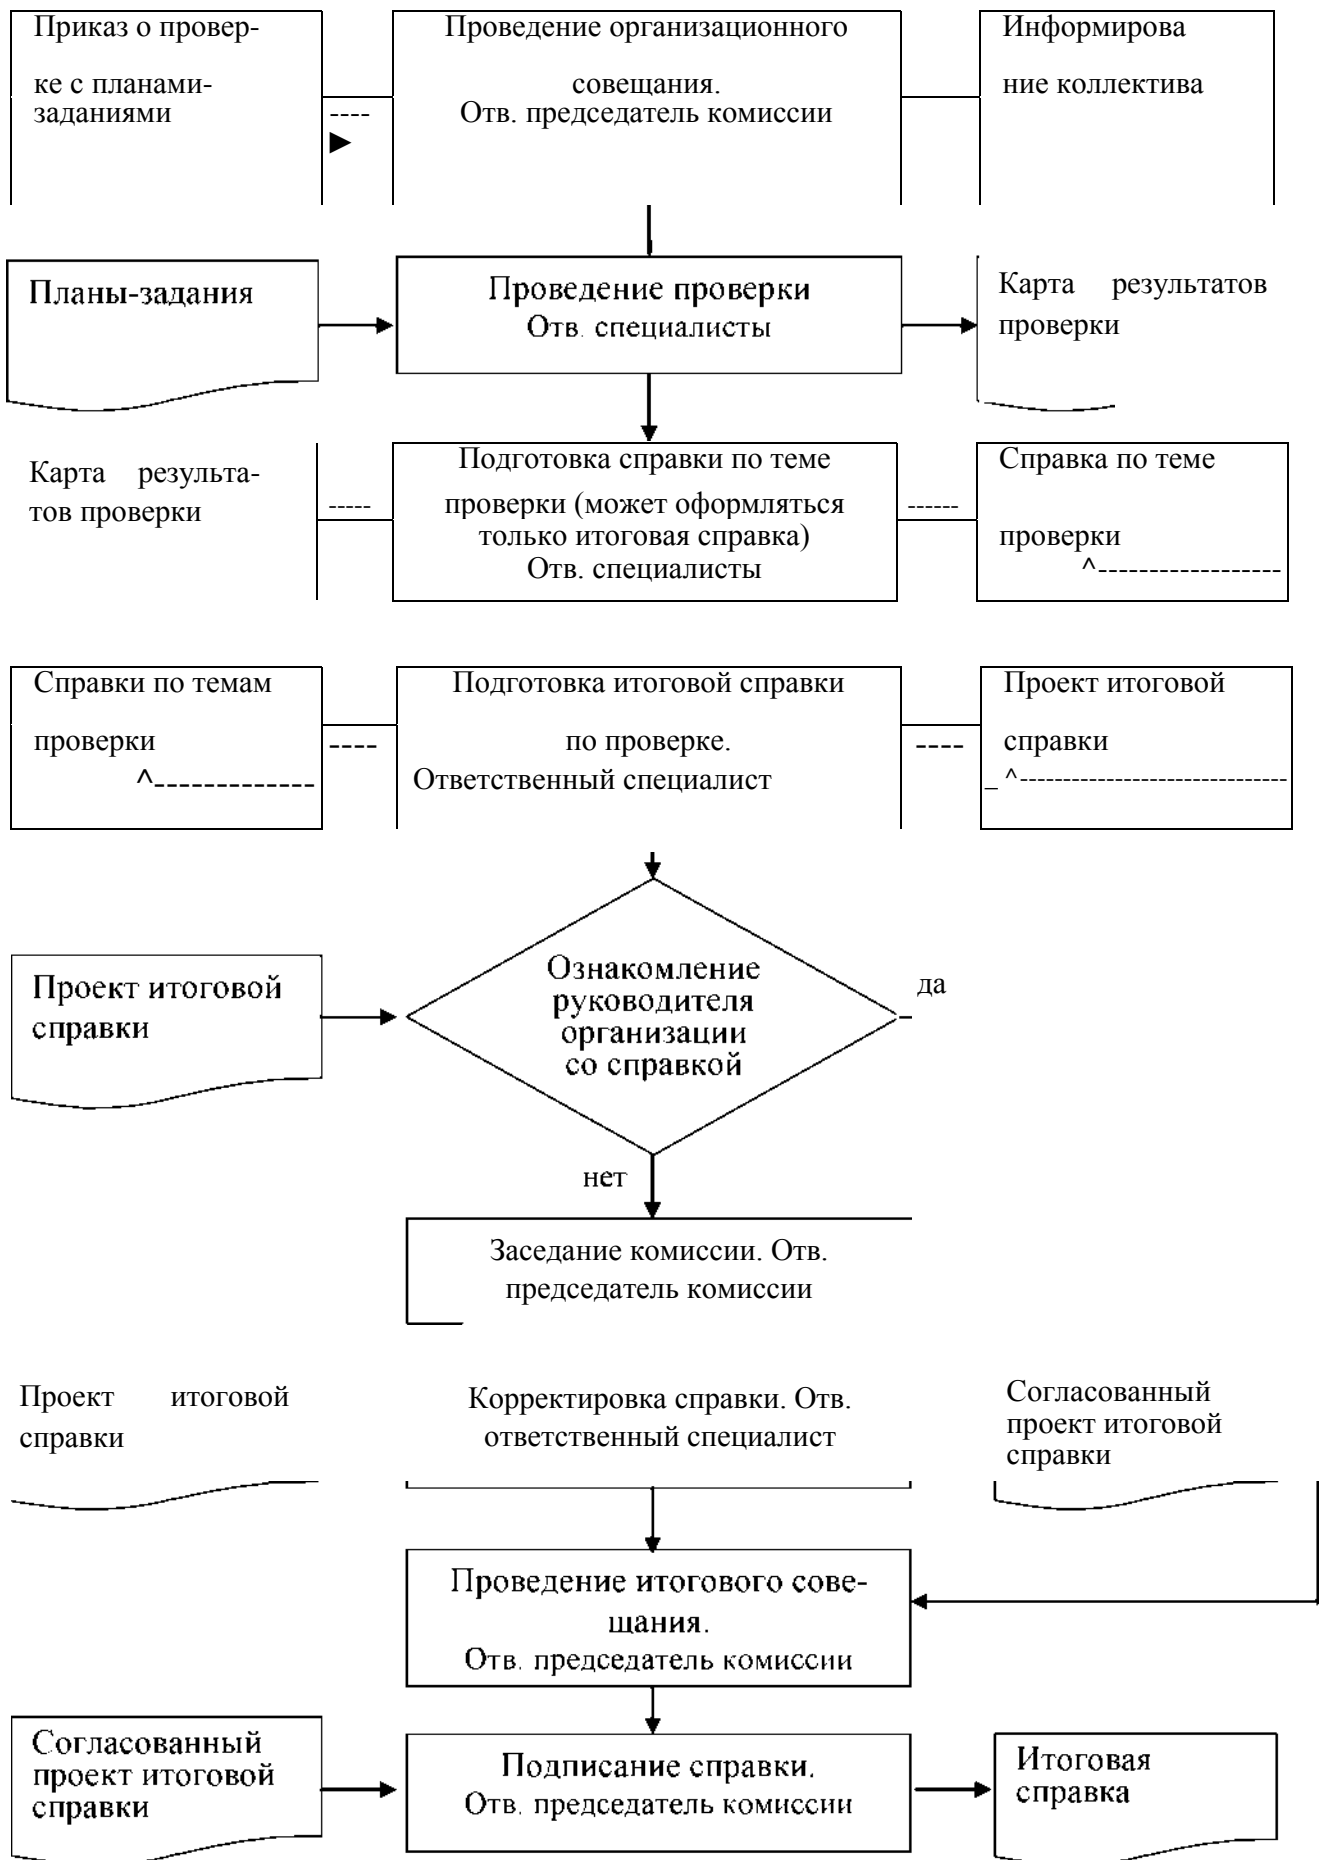 Приказ о провер-
ке с планами-
заданиями
----
►
Проведение организационного
совещания.
Отв. председатель комиссии
Информирова
ние коллектива
Планы-задания
Проведение проверки
Отв. специалисты
Карта результатов
проверки
Карта результа-
тов проверки
-----
Подготовка справки по теме
проверки (может оформляться
только итоговая справка)
Отв. специалисты
------
Справка по теме
проверки
^------------------
Справки по темам
проверки
^-------------
----
Подготовка итоговой справки
по проверке.
Ответственный специалист
----
Проект итоговой
справки
_ ^-------------------------------
Проект итоговой
справки
Ознакомление
руководителя
организации
со справкой
да
нет
Заседание комиссии. Отв.
председатель комиссии
Проект итоговой
справки
Корректировка справки. Отв.
ответственный специалист
Согласованный
проект итоговой
справки
Проведение итогового сове-
щания.
Отв. председатель комиссии
Согласованный
проект итоговой
справки
Подписание справки.
Отв. председатель комиссии
Итоговая
справка